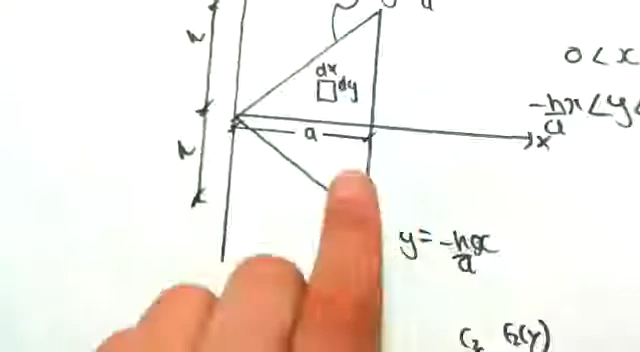 h
0 < x
dx
dy
-hx/a < y <
a
x
h
y = -hx/a